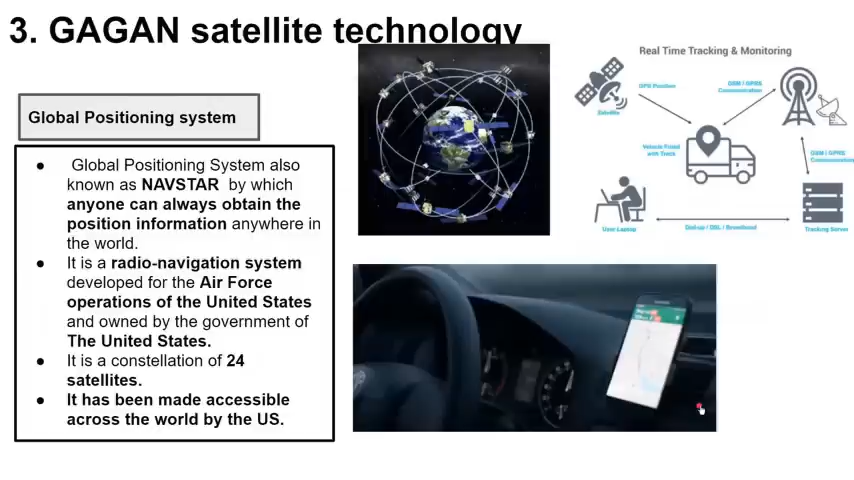 3. GAGAN satellite technology
Global Positioning system
● Global Positioning System also
known as NAVSTAR by which
anyone can always obtain the
position information anywhere in
the world.
● It is a radio-navigation system
developed for the Air Force
operations of the United States
and owned by the government of
The United States.
● It is a constellation of 24
satellites.
● It has been made accessible
across the world by the US.
Real Time Tracking & Monitoring
GPS Position
GSM / GPRS
Communication
Satellite
Vehicle Fitted
with Track
GSM / GPRS
Communication
User Laptop
Dial-up / DSL / Broadband
Tracking Server